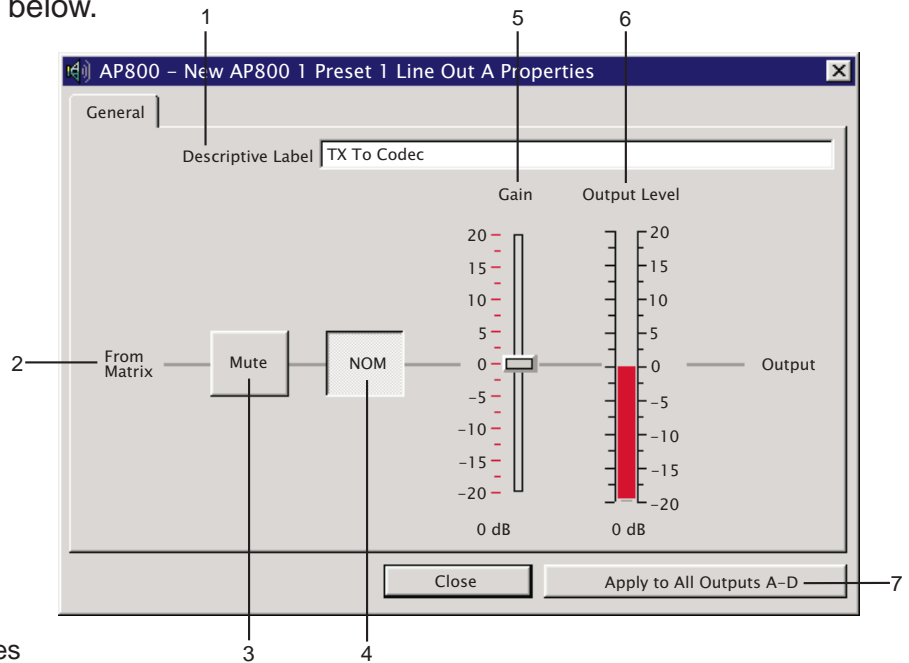 below.
1 5 6
AP800 – New AP800 1 Preset 1 Line Out A Properties
General
Descriptive Label TX To Codec
Gain Output Level
20 20
15 15
10 10
5 5
2 From Matrix Mute NOM 0 0 Output
–5 –5
–10 –10
–15 –15
–20 –20
0 dB 0 dB
Close Apply to All Outputs A–D 7
es
3 4